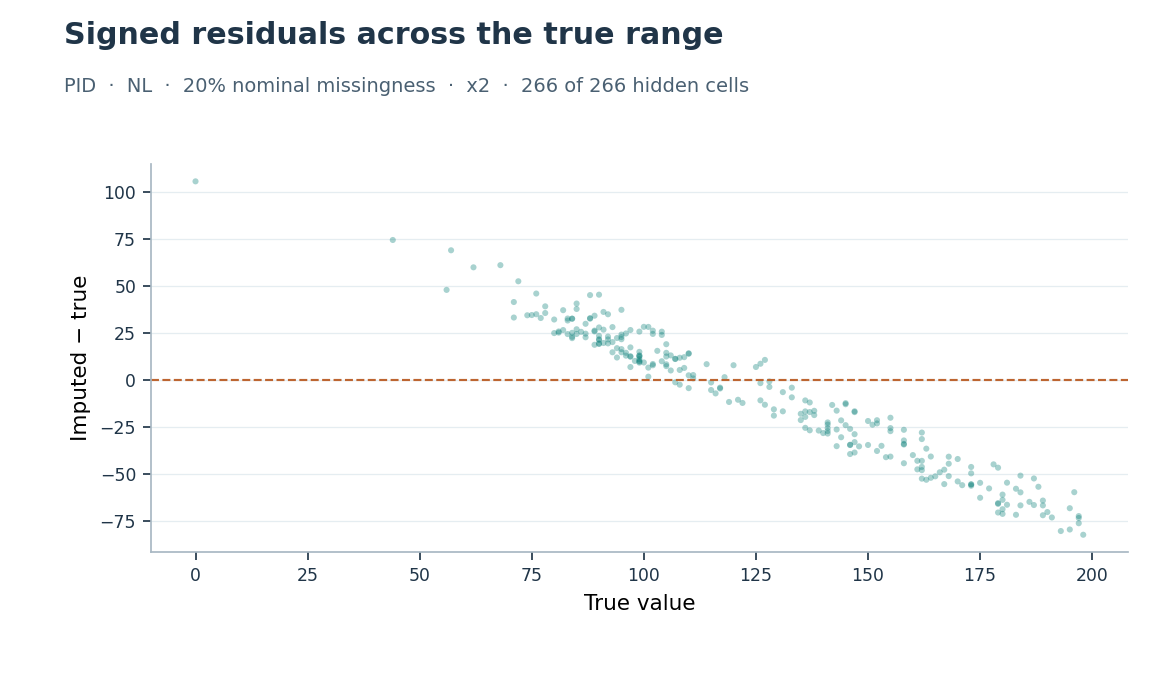 Signed residuals across the true range
PID · NL · 20% nominal missingness · x2 · 266 of 266 hidden cells
100
75
50
25
0
−25
−50
−75
Imputed − true
0 25 50 75 100 125 150 175 200
True value